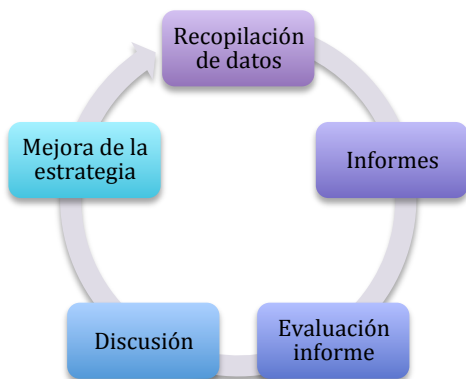 Recopilación
de datos
Informes
Evaluación
informe
Discusión
Mejora de la
estrategia